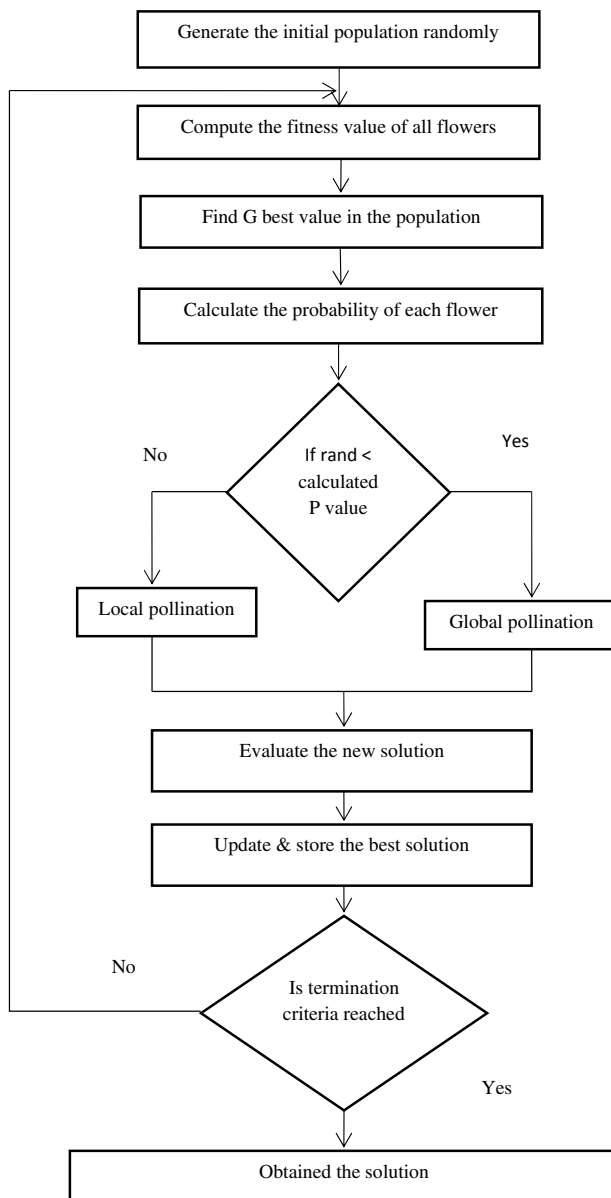 Generate the initial population randomly
Compute the fitness value of all flowers
Find G best value in the population
Calculate the probability of each flower
No
Yes
If rand <
calculated
P value
Local pollination
Global pollination
Evaluate the new solution
Update & store the best solution
No
Is termination
criteria reached
Yes
Obtained the solution